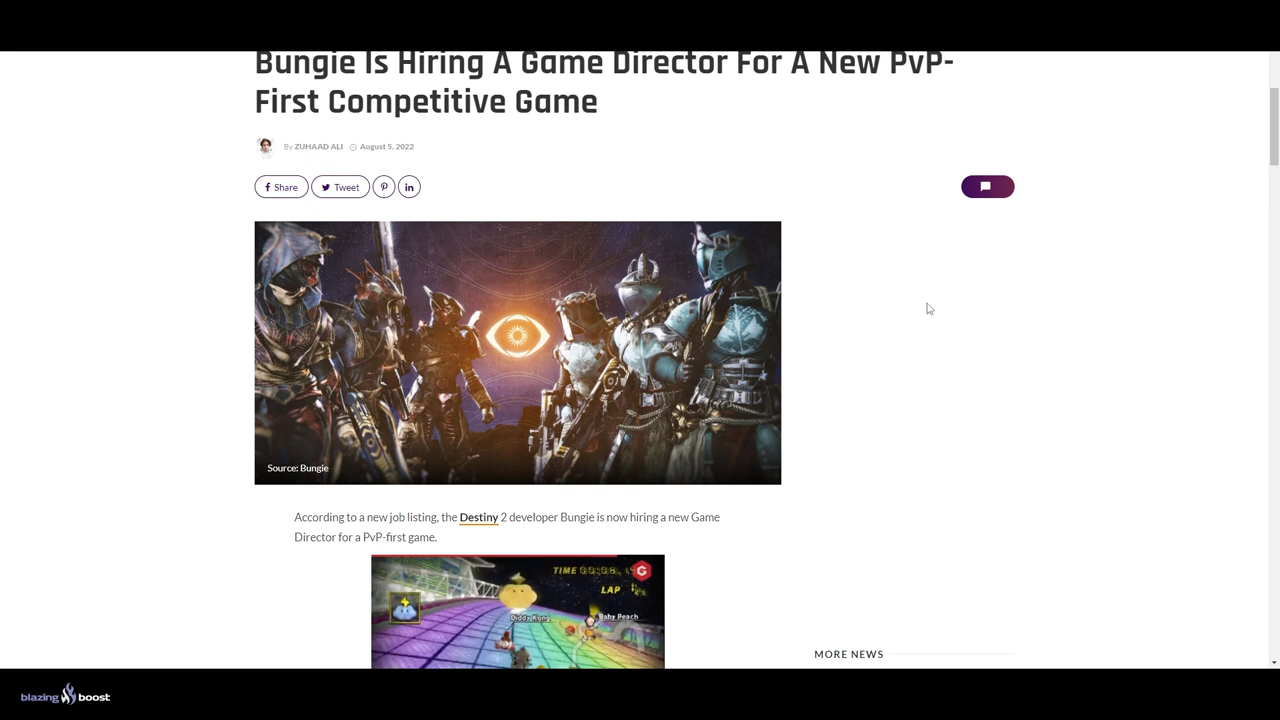 Bungie Is Hiring A Game Director For A New PvP-
First Competitive Game
By ZUHAAD ALI August 5, 2022
Share Tweet in
Source: Bungie
According to a new job listing, the Destiny 2 developer Bungie is now hiring a new Game
Director for a PvP-first game.
TIME
G
LAP
Diddy Kong
Baby Peach
MORE NEWS
blazing boost